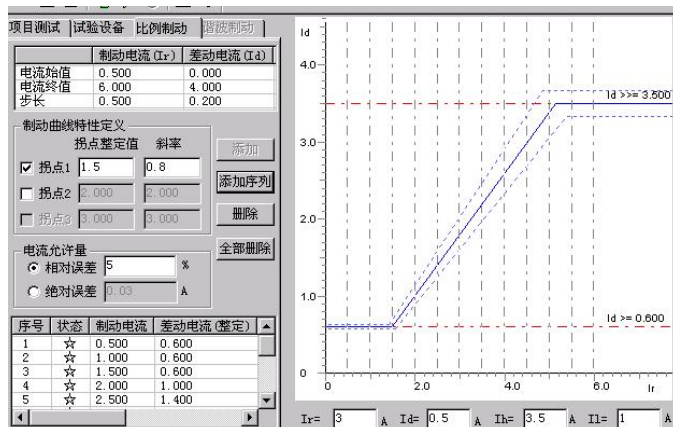 项目测试 试验设备 比例制动 谐波制动
制动电流(Ir) 差动电流(Id)
电流始值 0.500 0.000
电流终值 6.000 4.000
步长 0.500 0.200
制动曲线特性定义
拐点整定值 斜率
拐点1 1.5 0.8
拐点2 2.000 2.000
拐点3 3.000 3.000
添加
添加序列
删除
全部删除
电流允许量
相对误差 5 %
绝对误差 0.03 A
序号 状态 制动电流 差动电流(整定)
1 ☆ 0.500 0.600
2 ☆ 1.000 0.600
3 ☆ 1.500 0.600
4 ☆ 2.000 1.000
5 ☆ 2.500 1.400
Id
4.0
Id >>= 3.500
3.0
2.0
1.0
Id >= 0.600
0
0 2.0 4.0 6.0 Ir
Ir= 3 A Id= 0.5 A Ih= 3.5 A Il= 1 A